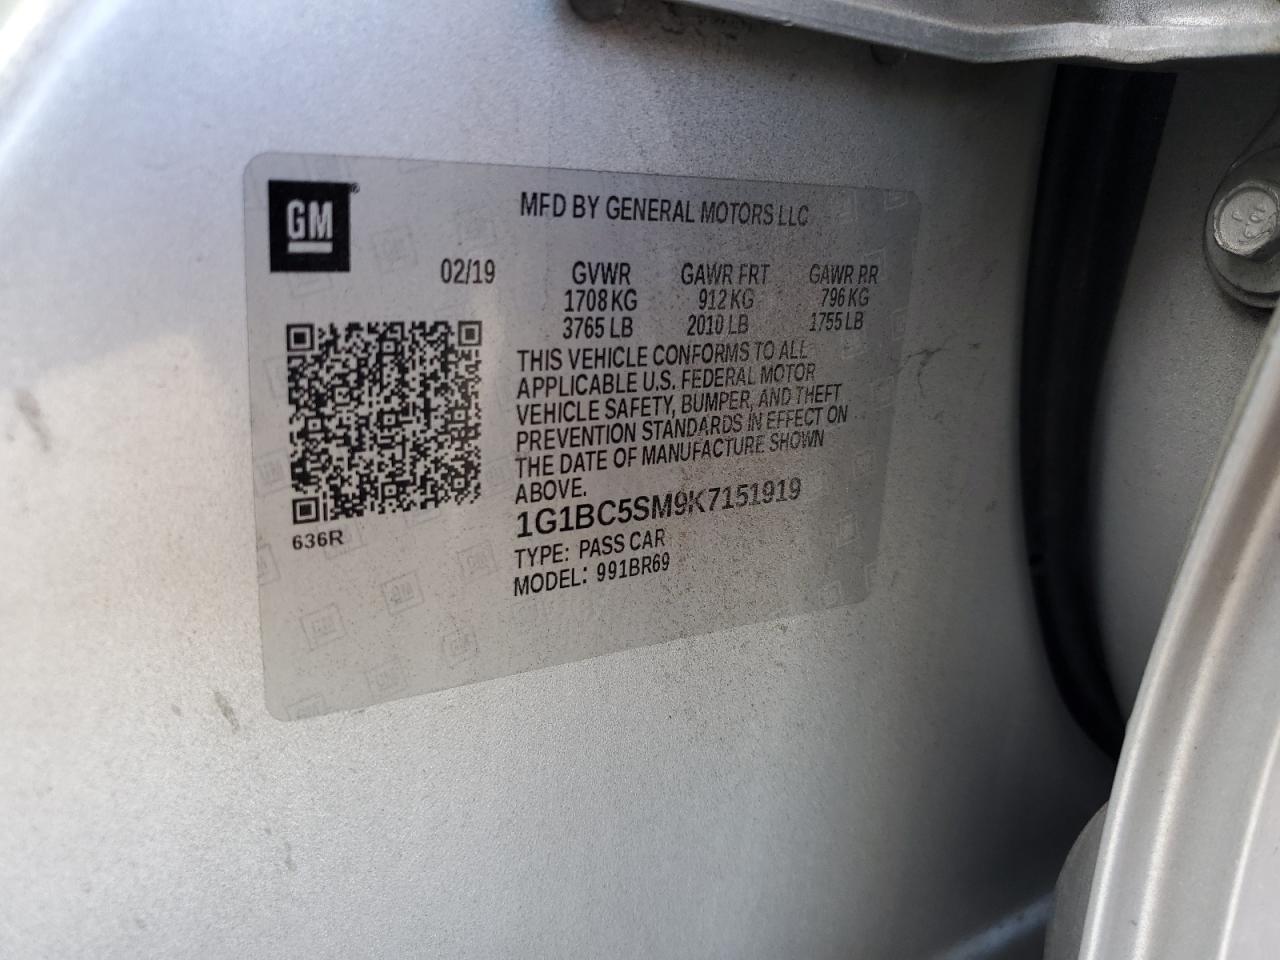 GM®
MFD BY GENERAL MOTORS LLC
02/19 GVWR GAWR FRT GAWR RR
1708 KG 912 KG 796 KG
3765 LB 2010 LB 1755 LB
THIS VEHICLE CONFORMS TO ALL
APPLICABLE U.S. FEDERAL MOTOR
VEHICLE SAFETY, BUMPER, AND THEFT
PREVENTION STANDARDS IN EFFECT ON
THE DATE OF MANUFACTURE SHOWN
ABOVE.
1G1BC5SM9K7151919
TYPE: PASS CAR
MODEL: 991BR69
636R